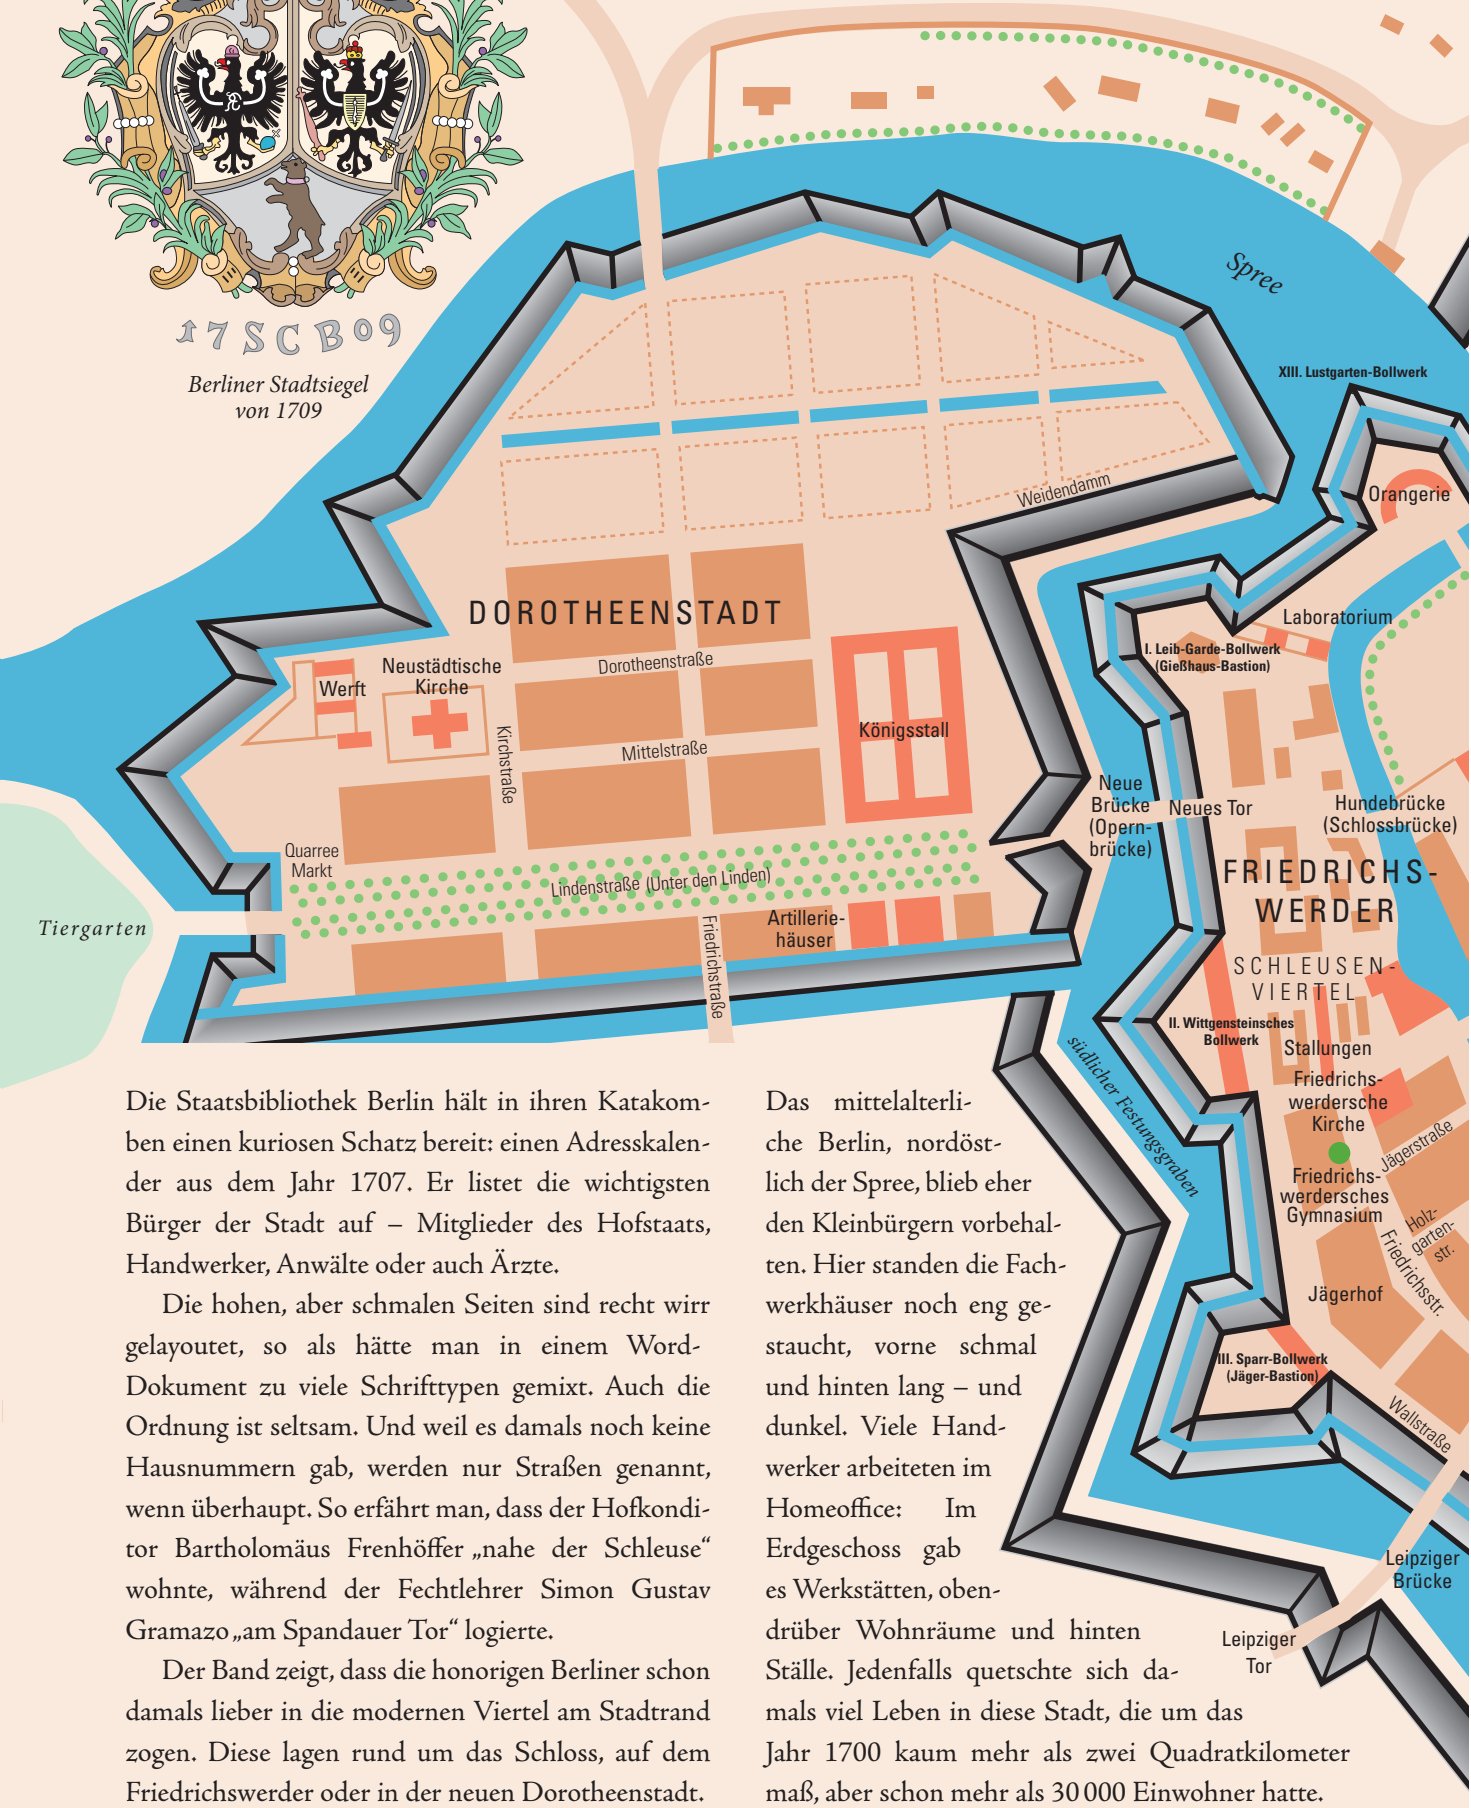 17SCB09
Berliner Stadtsiegel
von 1709
Spree
XIII. Lustgarten-Bollwerk
Orangerie
Weidendamm
DOROTHEENSTADT
Laboratorium
I. Leib-Garde-Bollwerk
(Gießhaus-Bastion)
Neustädtische
Kirche
Werft
Dorotheenstraße
Kirchstraße
Mittelstraße
Königsstall
Neue
Brücke
(Opern-
brücke)
Neues Tor
Hundebrücke
(Schlossbrücke)
Quarree
Markt
Lindenstraße (Unter den Linden)
FRIEDRICHS-
WERDER
Tiergarten
Friedrichstraße
Artillerie-
häuser
SCHLEUSEN-
VIERTEL
II. Wittgensteinsches
Bollwerk
Stallungen
südlicher Festungsgraben
Friedrichs-
werdersche
Kirche
Jägerstraße
Friedrichs-
werdersches
Gymnasium
Holz-
garten-
str.
Friedrichsstr.
Jägerhof
III. Sparr-Bollwerk
(Jäger-Bastion)
Wallstraße
Leipziger
Brücke
Leipziger
Tor
Die Staatsbibliothek Berlin hält in ihren Katakom-
ben einen kuriosen Schatz bereit: einen Adresskalen-
der aus dem Jahr 1707. Er listet die wichtigsten
Bürger der Stadt auf – Mitglieder des Hofstaats,
Handwerker, Anwälte oder auch Ärzte.
Die hohen, aber schmalen Seiten sind recht wirr
gelayoutet, so als hätte man in einem Word-
Dokument zu viele Schrifttypen gemixt. Auch die
Ordnung ist seltsam. Und weil es damals noch keine
Hausnummern gab, werden nur Straßen genannt,
wenn überhaupt. So erfährt man, dass der Hofkondi-
tor Bartholomäus Frenhöffer „nahe der Schleuse“
wohnte, während der Fechtlehrer Simon Gustav
Gramazo „am Spandauer Tor“ logierte.
Der Band zeigt, dass die honorigen Berliner schon
damals lieber in die modernen Viertel am Stadtrand
zogen. Diese lagen rund um das Schloss, auf dem
Friedrichswerder oder in der neuen Dorotheenstadt.
Das mittelalterli-
che Berlin, nordöst-
lich der Spree, blieb eher
den Kleinbürgern vorbehal-
ten. Hier standen die Fach-
werkhäuser noch eng ge-
staucht, vorne schmal
und hinten lang – und
dunkel. Viele Hand-
werker arbeiteten im
Homeoffice: Im
Erdgeschoss gab
es Werkstätten, oben-
drüber Wohnräume und hinten
Ställe. Jedenfalls quetschte sich da-
mals viel Leben in diese Stadt, die um das
Jahr 1700 kaum mehr als zwei Quadratkilometer
maß, aber schon mehr als 30 000 Einwohner hatte.